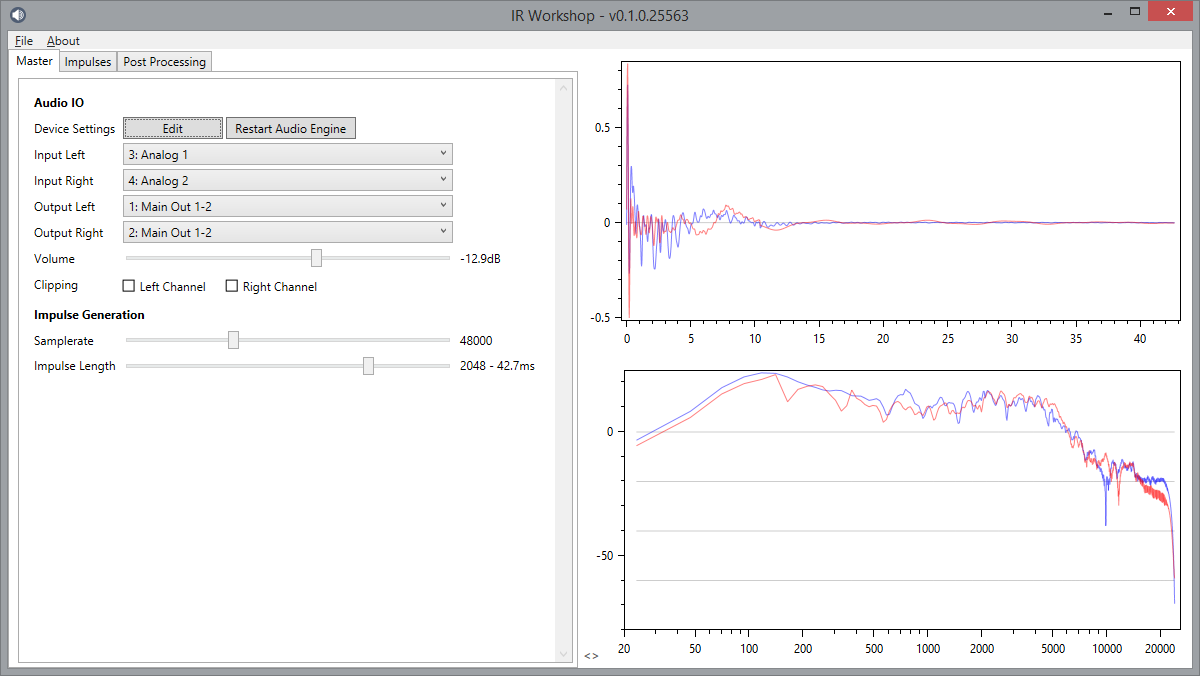 IR Workshop - v0.1.0.25563
File About
Master Impulses Post Processing
Audio IO
Device Settings Edit Restart Audio Engine
Input Left 3: Analog 1
Input Right 4: Analog 2
Output Left 1: Main Out 1-2
Output Right 2: Main Out 1-2
Volume -12.9dB
Clipping Left Channel Right Channel
Impulse Generation
Samplerate 48000
Impulse Length 2048 - 42.7ms
0.5
0
-0.5
0 5 10 15 20 25 30 35 40
0
-50
20 50 100 200 500 1000 2000 5000 10000 20000
<>